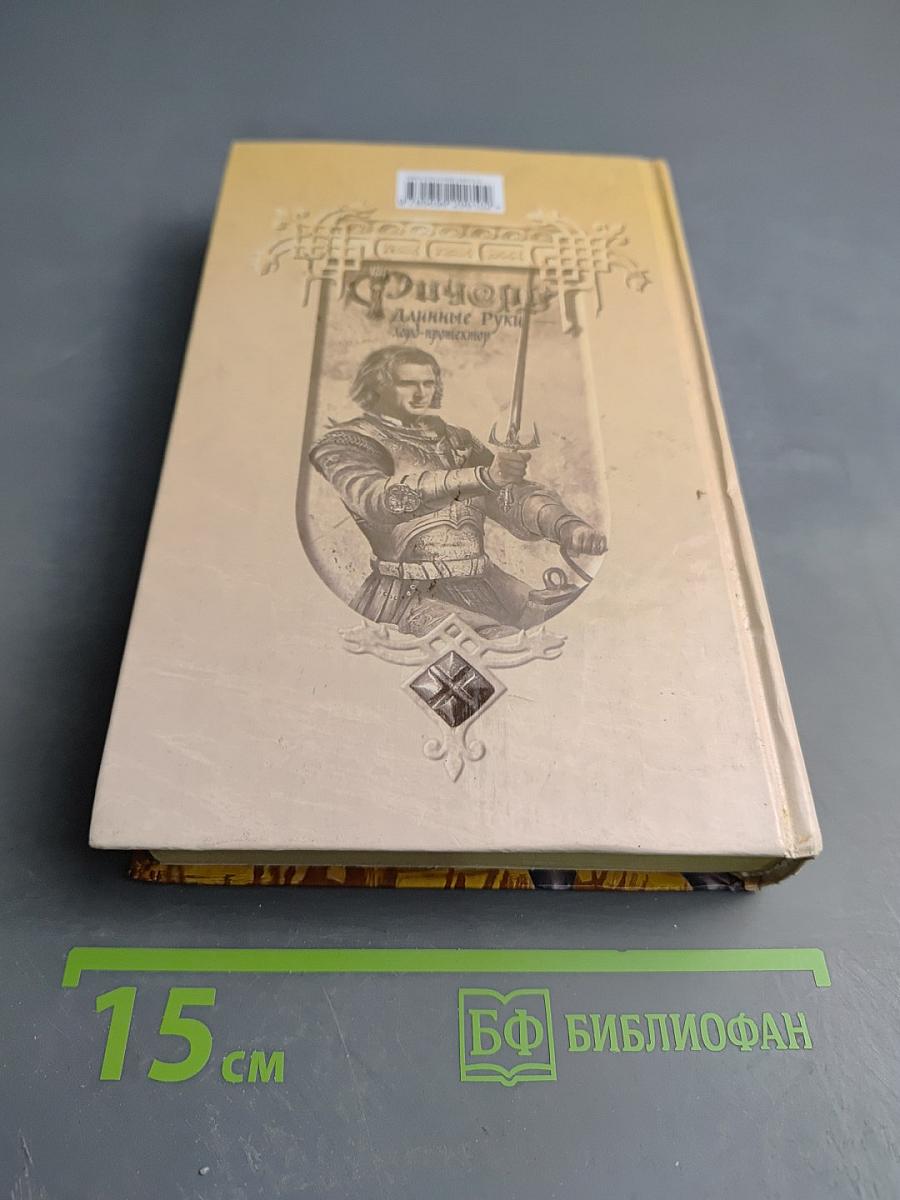 Ричард
Длинные Руки
лорд-протектор
15 см
БФ БИБЛИОФАН